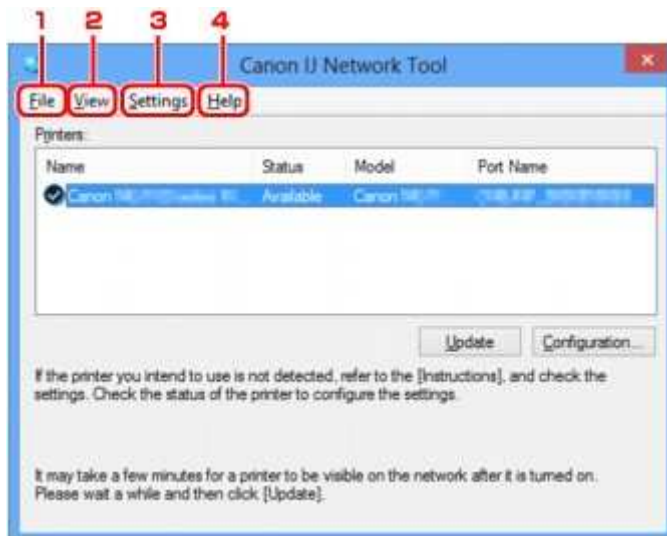 1 2 3 4
Canon IJ Network Tool
File View Settings Help
Printers:
Name Status Model Port Name
Canon Available Canon
Update Configuration...
If the printer you intend to use is not detected, refer to the [Instructions], and check the
settings. Check the status of the printer to configure the settings.
It may take a few minutes for a printer to be visible on the network after it is turned on.
Please wait a while and then click [Update].